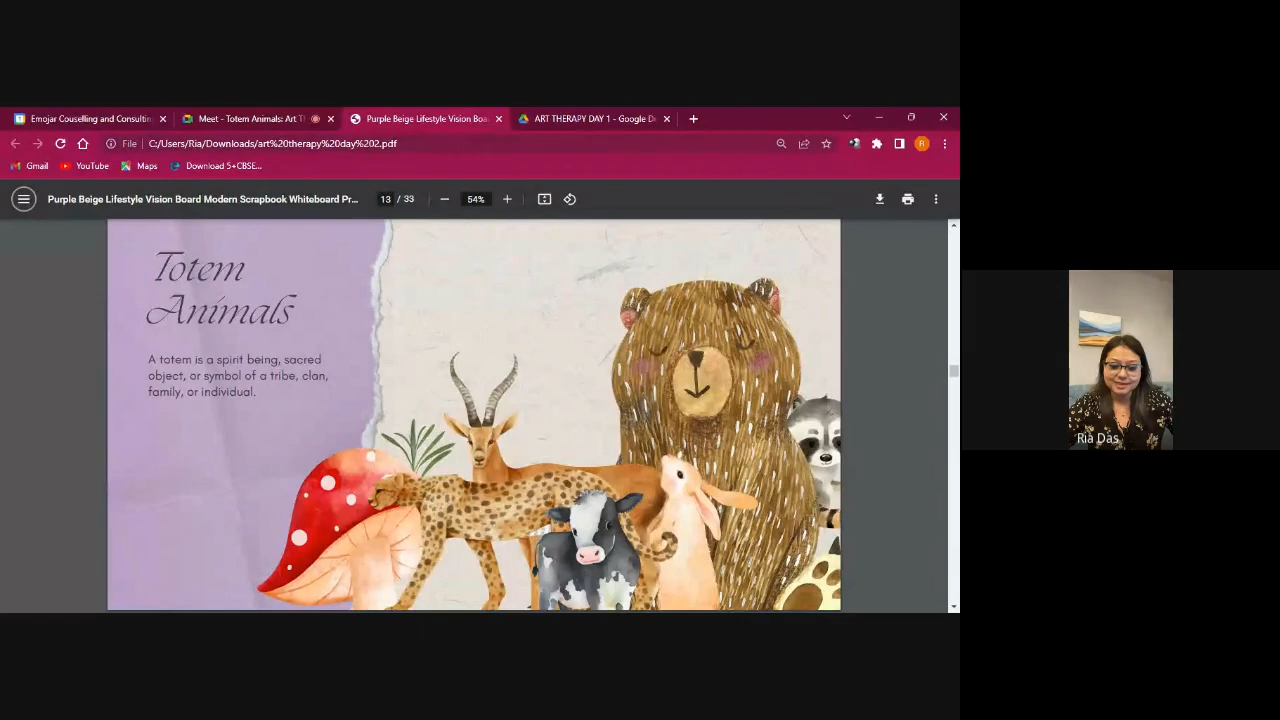 Emojar Couselling and Consultin
Meet - Totem Animals: Art T
Purple Beige Lifestyle Vision Boa
ART THERAPY DAY 1 - Google D
File
C:/Users/Ria/Downloads/art%20therapy%20day%202.pdf
R
Gmail
YouTube
Maps
Download 5+CBSE...
Purple Beige Lifestyle Vision Board Modern Scrapbook Whiteboard Pr...
13 / 33
54%
Totem
Animals
A totem is a spirit being, sacred
object, or symbol of a tribe, clan,
family, or individual.
Ria Das